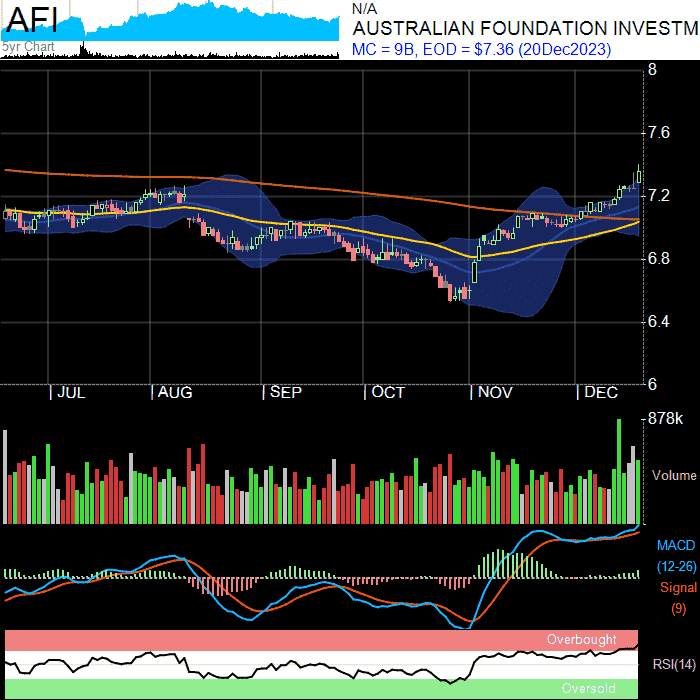 AFI
5yr Chart
N/A
AUSTRALIAN FOUNDATION INVESTM
MC = 9B, EOD = $7.36 (20Dec2023)
8
7.6
7.2
6.8
6.4
6
| JUL | AUG | SEP | OCT | NOV | DEC
878k
Volume
MACD
(12-26)
Signal
(9)
Overbought
RSI(14)
Oversold